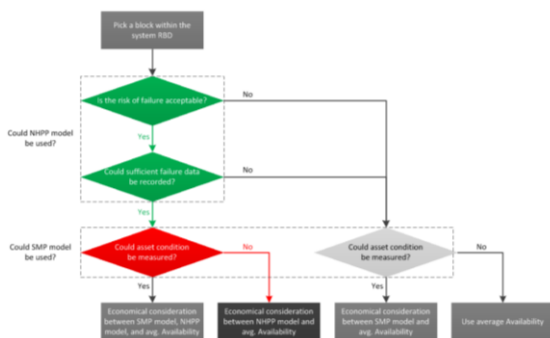 Pick a block within the
system RBD
Is the risk of failure acceptable?
No
Could NHPP model
be used?
Yes
Could sufficient failure data
be recorded?
No
Yes
Could SMP model
be used?
Could asset condition
be measured?
No
Could asset condition
be measured?
No
Yes
Yes
Economical consideration
between SMP model, NHPP
model, and avg. Availability
Economical consideration
between NHPP model and
avg. Availability
Economical consideration
between SMP model and
avg. Availability
Use average Availability